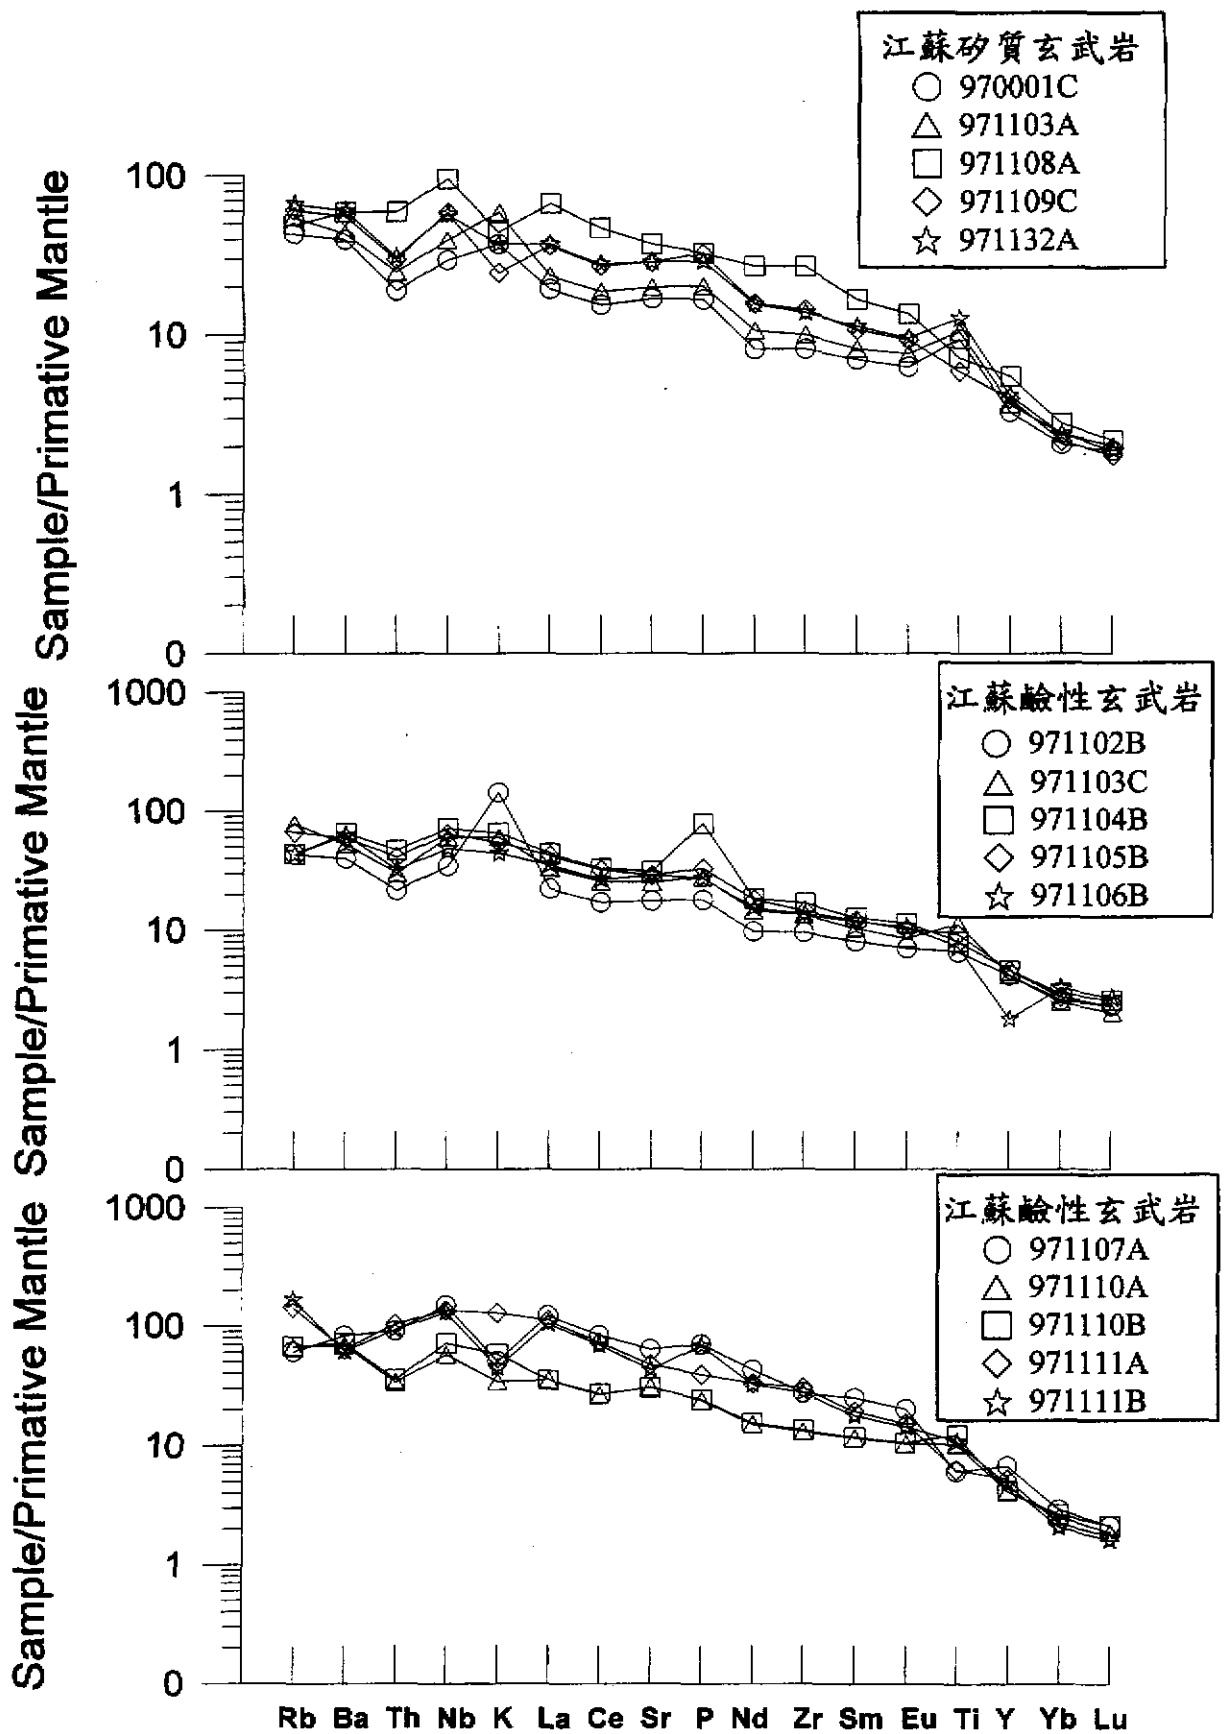 江蘇矽質玄武岩
970001C
971103A
971108A
971109C
971132A
Sample/Primative Mantle
100
10
1
0
江蘇鹼性玄武岩
971102B
971103C
971104B
971105B
971106B
Sample/Primative Mantle
1000
100
10
1
0
江蘇鹼性玄武岩
971107A
971110A
971110B
971111A
971111B
Sample/Primative Mantle
1000
100
10
1
0
Rb Ba Th Nb K La Ce Sr P Nd Zr Sm Eu Ti Y Yb Lu